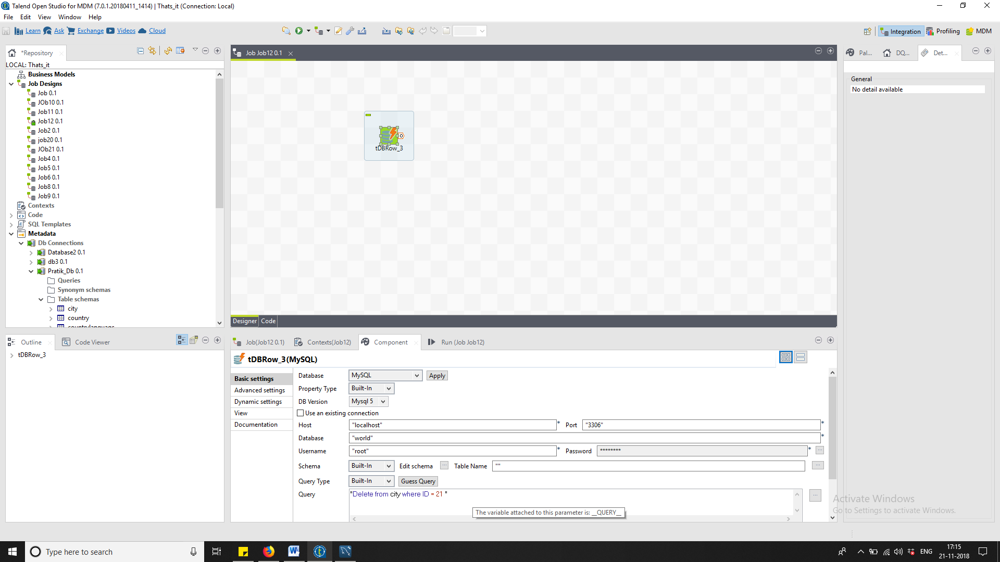 Talend Open Studio for MDM (7.0.1.20180411_1414) | Thats_it (Connection: Local)
File Edit View Window Help
Learn Ask Exchange Videos Cloud
Integration Profiling MDM
*Repository
LOCAL: Thats_it
Business Models
Job Designs
Job 0.1
JOb10 0.1
Job11 0.1
Job12 0.1
Job2 0.1
job20 0.1
JOb21 0.1
Job4 0.1
Job5 0.1
Job6 0.1
Job8 0.1
Job9 0.1
Contexts
Code
SQL Templates
Metadata
Db Connections
Database2 0.1
db3 0.1
Pratik_Db 0.1
Queries
Synonym schemas
Table schemas
city
country
countrylanguage
Job Job12 0.1
tDBRow_3
Designer Code
Pal... DQ... Det...
General
No detail available
Outline Code Viewer
tDBRow_3
Job(Job12 0.1) Contexts(Job12) Component Run (Job Job12)
tDBRow_3(MySQL)
Basic settings
Advanced settings
Dynamic settings
View
Documentation
Database MySQL Apply
Property Type Built-In
DB Version Mysql 5
Use an existing connection
Host "localhost" * Port "3306" *
Database "world" *
Username "root" * Password ******** * ...
Schema Built-In Edit schema ... Table Name "" ...
Query Type Built-In Guess Query
Query "Delete from city where ID = 21 " ...
The variable attached to this parameter is: __QUERY__
Activate Windows
Go to Settings to activate Windows.
Type here to search
ENG
17:15
21-11-2018